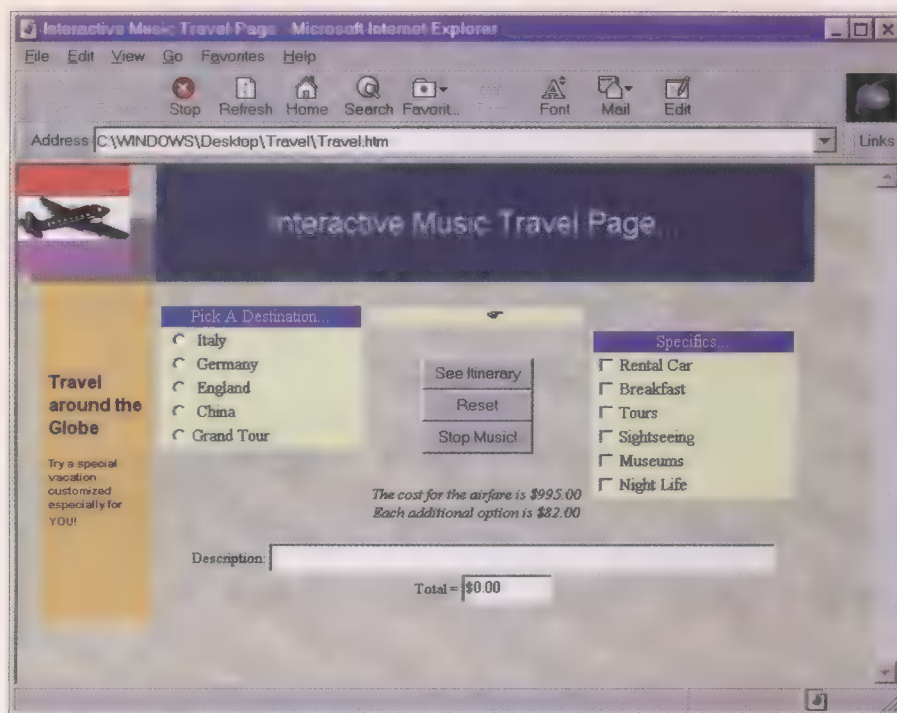 Interactive Music Travel Page - Microsoft Internet Explorer
File Edit View Go Favorites Help
Stop Refresh Home Search Favorit... Font Mail Edit
Address C:\WINDOWS\Desktop\Travel\Travel.htm Links
Interactive Music Travel Page...
Pick A Destination...
Italy
Germany
England
China
Grand Tour
See Itinerary
Reset
Stop Music!
Specifics...
Rental Car
Breakfast
Tours
Sightseeing
Museums
Night Life
Travel
around the
Globe
Try a special
vacation
customized
especially for
YOU!
The cost for the airfare is $995.00
Each additional option is $82.00
Description:
Total = $0.00